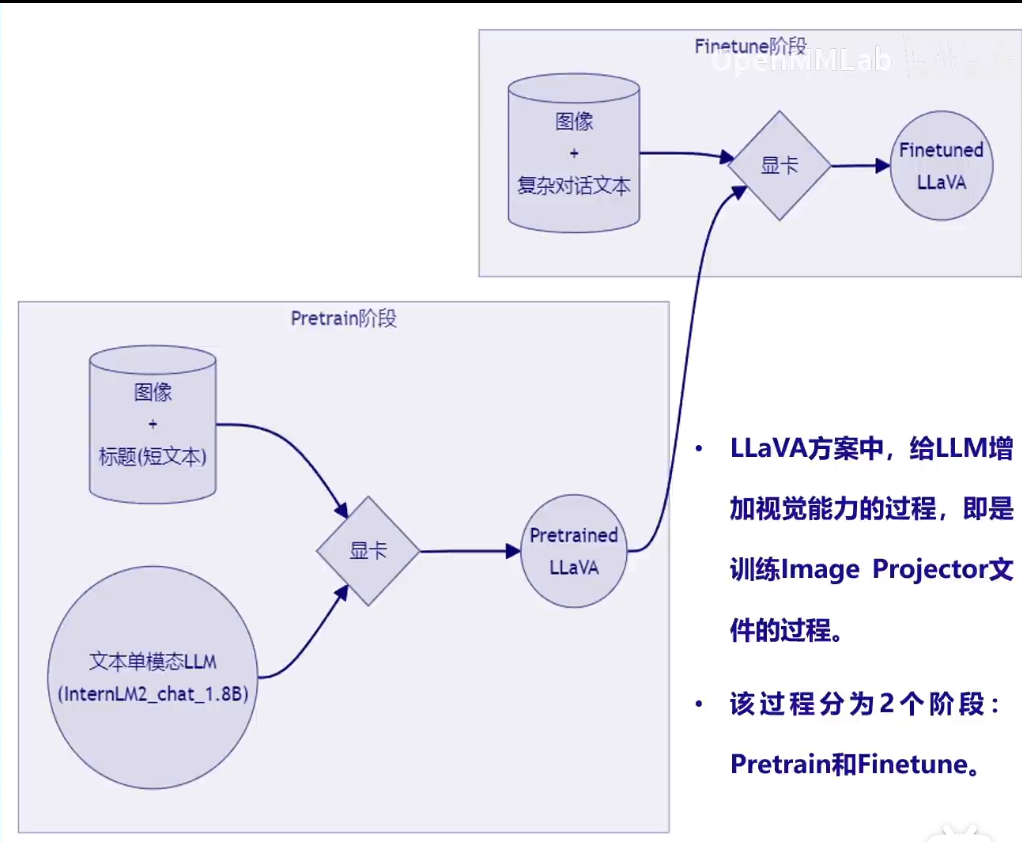 Finetune阶段
OpenMMLab
图像
+
复杂对话文本
显卡
Finetuned
LLaVA
Pretrain阶段
图像
+
标题(短文本)
显卡
Pretrained
LLaVA
文本单模态LLM
(InternLM2_chat_1.8B)
• LLaVA方案中，给LLM增
加视觉能力的过程，即是
训练Image Projector文
件的过程。
• 该过程分为2个阶段：
Pretrain和Finetune。